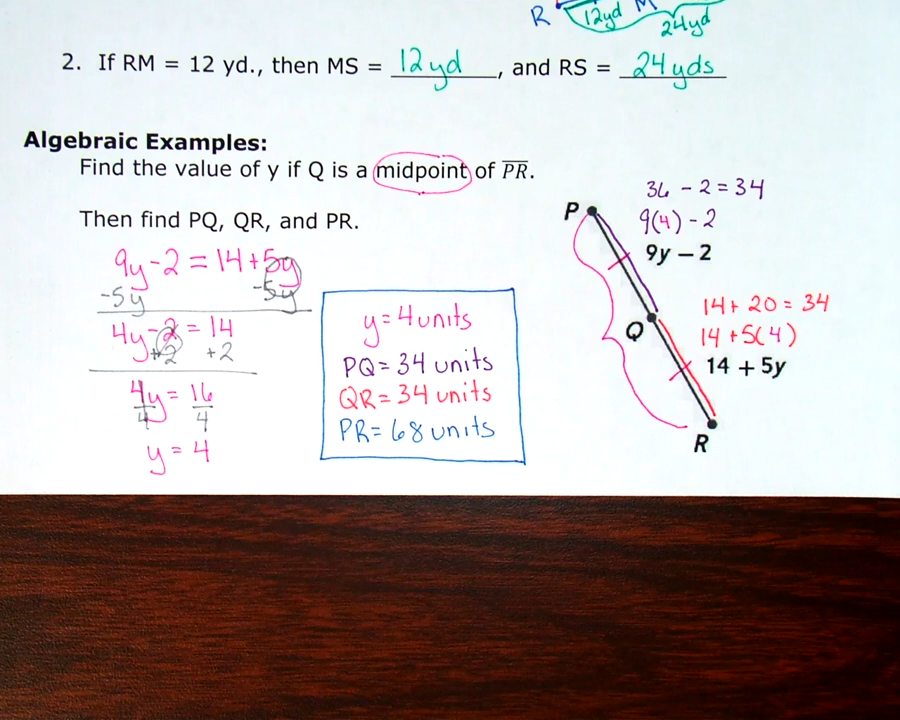 R 12yd M
24yd
2. If RM = 12 yd., then MS = 12yd, and RS = 24yds
Algebraic Examples:
Find the value of y if Q is a midpoint of PR.
Then find PQ, QR, and PR.
9y-2 = 14+5y
-5y -5y
4y-2 = 14
+2 +2
4y = 16
4 4
y = 4
y = 4 units
PQ = 34 units
QR = 34 units
PR = 68 units
36 - 2 = 34
9(4) - 2
P
9y – 2
14 + 20 = 34
14 + 5(4)
Q
14 + 5y
R